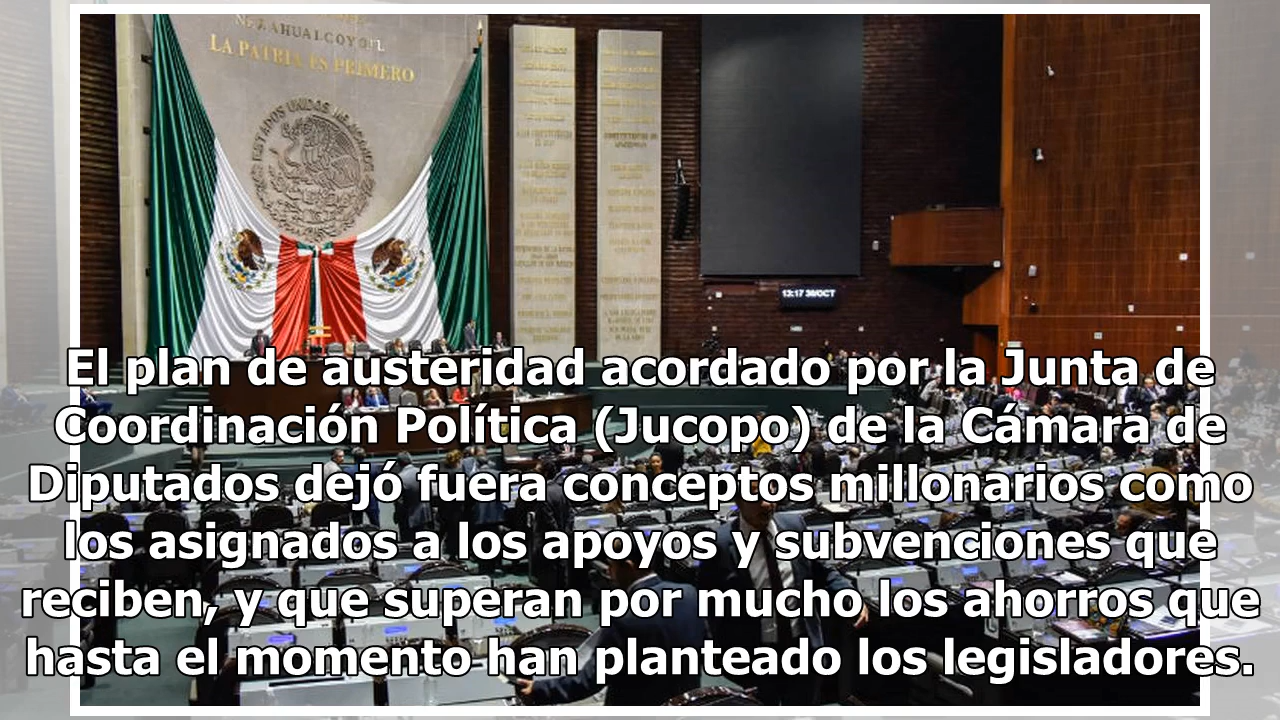 NEZAHUALCOYOTL
LA PATRIA ES PRIMERO
ESTADOS UNIDOS MEXICANOS
13:17 30/OCT
El plan de austeridad acordado por la Junta de
Coordinación Política (Jucopo) de la Cámara de
Diputados dejó fuera conceptos millonarios como
los asignados a los apoyos y subvenciones que
reciben, y que superan por mucho los ahorros que
hasta el momento han planteado los legisladores.